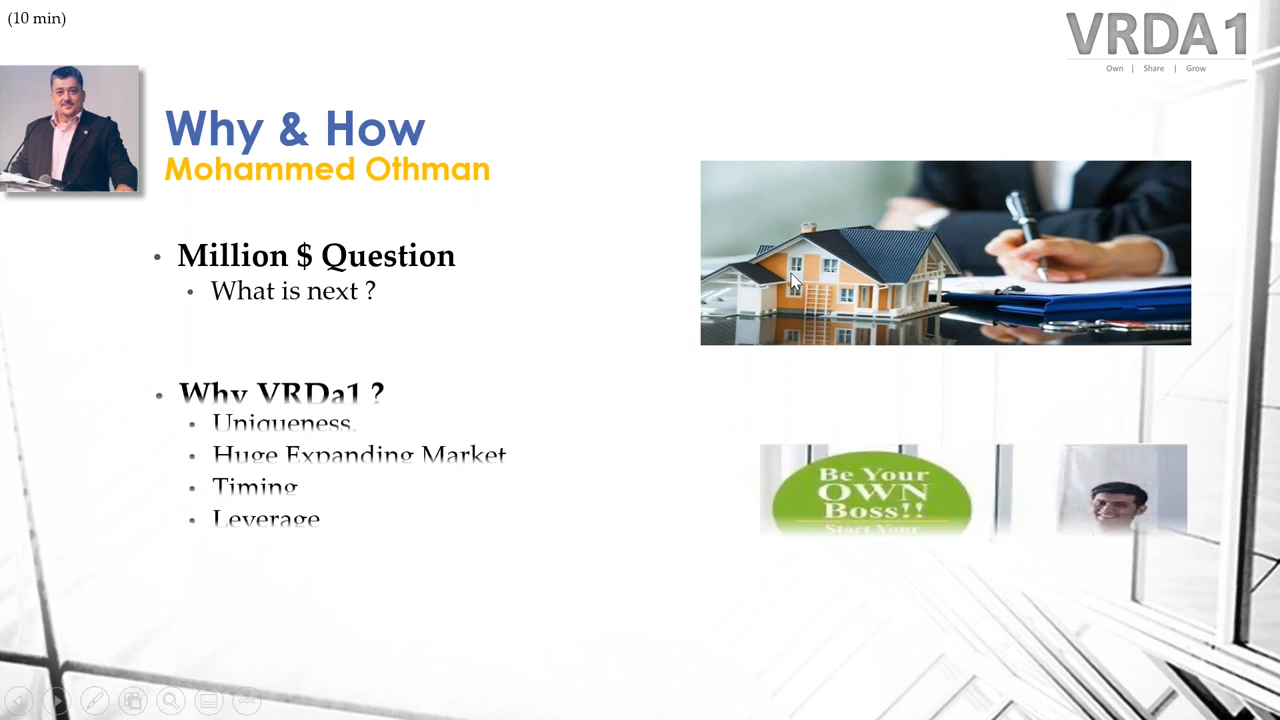 (10 min)
VRDA1
Own | Share | Grow
Why & How
Mohammed Othman
• Million $ Question
• What is next ?
• Why VRDa1 ?
• Uniqueness.
• Huge Expanding Market
• Timing
• Leverage
Be Your
OWN
Boss!!
Start Your